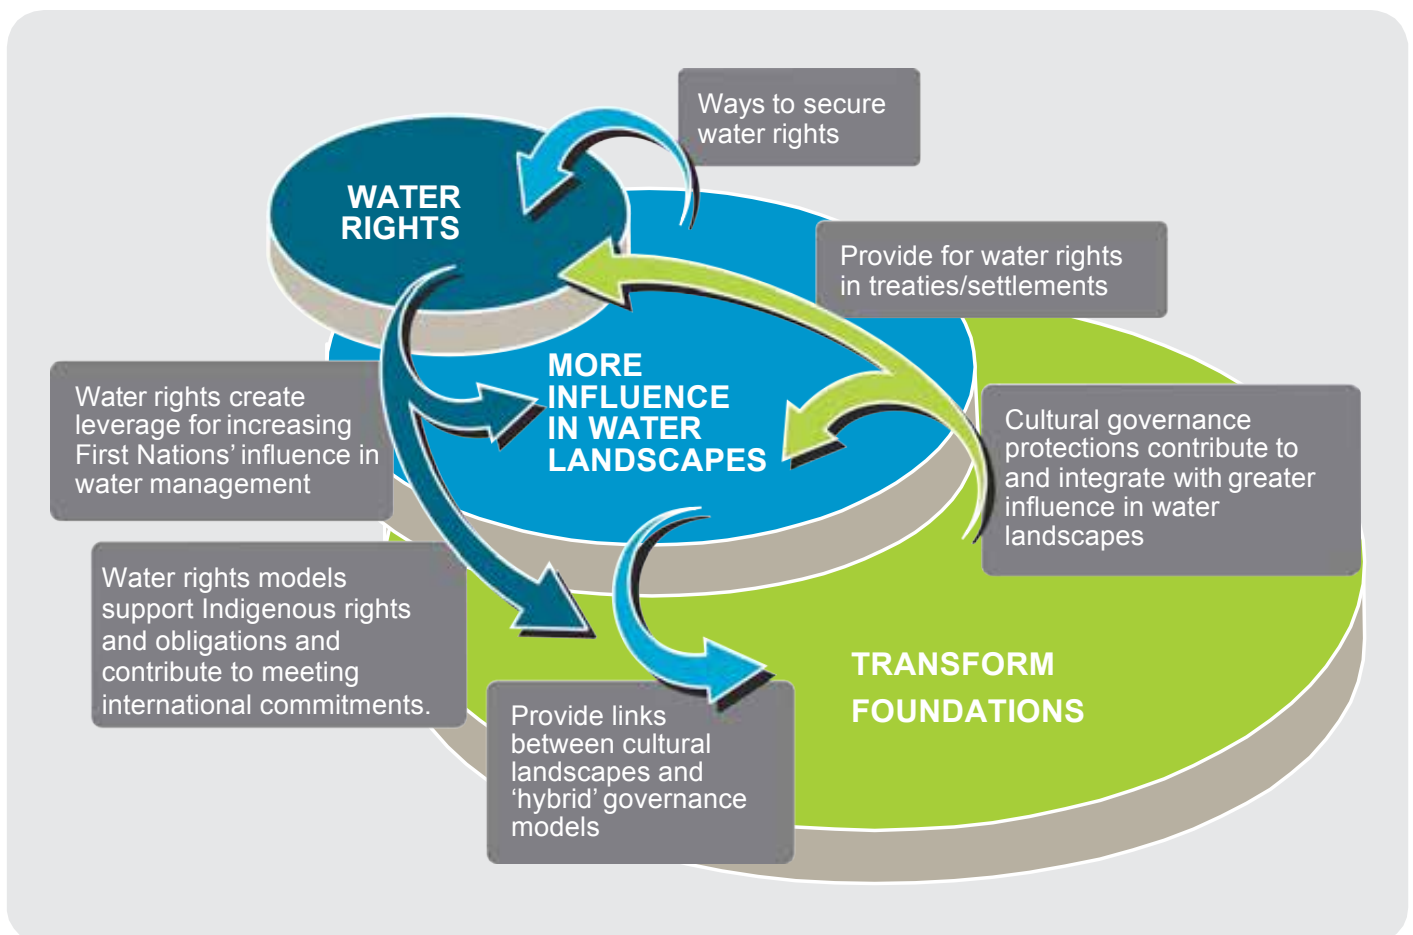 Ways to secure
water rights
WATER
RIGHTS
Provide for water rights
in treaties/settlements
MORE
INFLUENCE
IN WATER
LANDSCAPES
Water rights create
leverage for increasing
First Nations’ influence in
water management
Cultural governance
protections contribute to
and integrate with greater
influence in water
landscapes
Water rights models
support Indigenous rights
and obligations and
contribute to meeting
international commitments.
TRANSFORM
FOUNDATIONS
Provide links
between cultural
landscapes and
‘hybrid’ governance
models